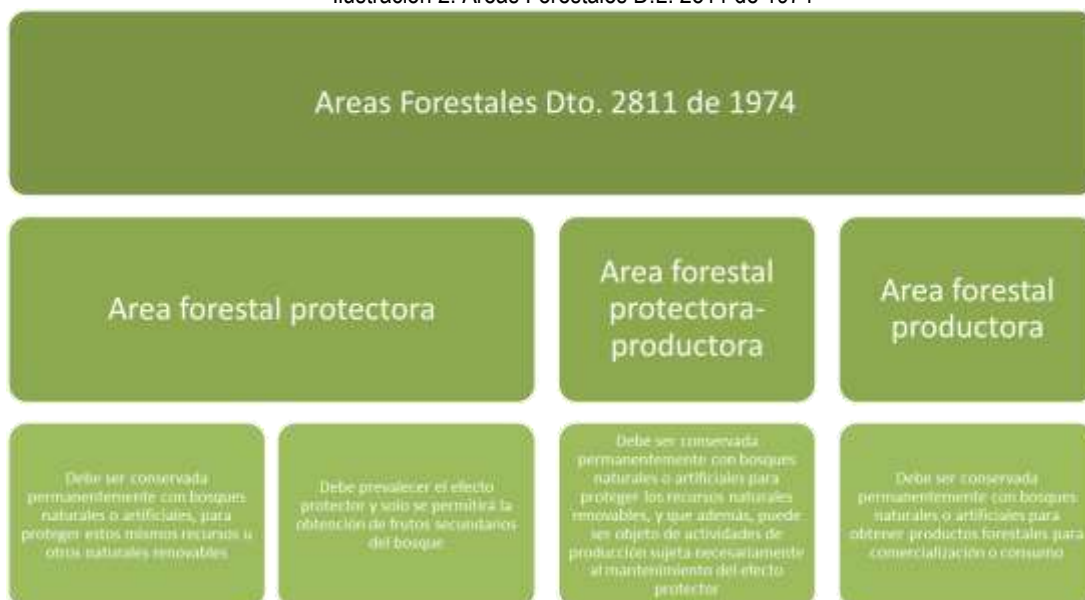 Ilustración 2. Areas Forestales D.L. 2811 de 1974
Areas Forestales Dto. 2811 de 1974
Area forestal protectora
Area forestal
protectora-
productora
Area forestal
productora
Debe ser conservada
permanentemente con bosques
naturales o artificiales, para
proteger estos mismos recursos u
otros naturales renovables
Debe prevalecer el efecto
protector y solo se permitirá la
obtención de frutos secundarios
del bosque
Debe ser conservada
permanentemente con bosques
naturales o artificiales para
proteger los recursos naturales
renovables, y que además, puede
ser objeto de actividades de
producción sujeta necesariamente
al mantenimiento del efecto
protector
Debe ser conservada
permanentemente con bosques
naturales o artificiales para
obtener productos forestales para
comercialización o consumo